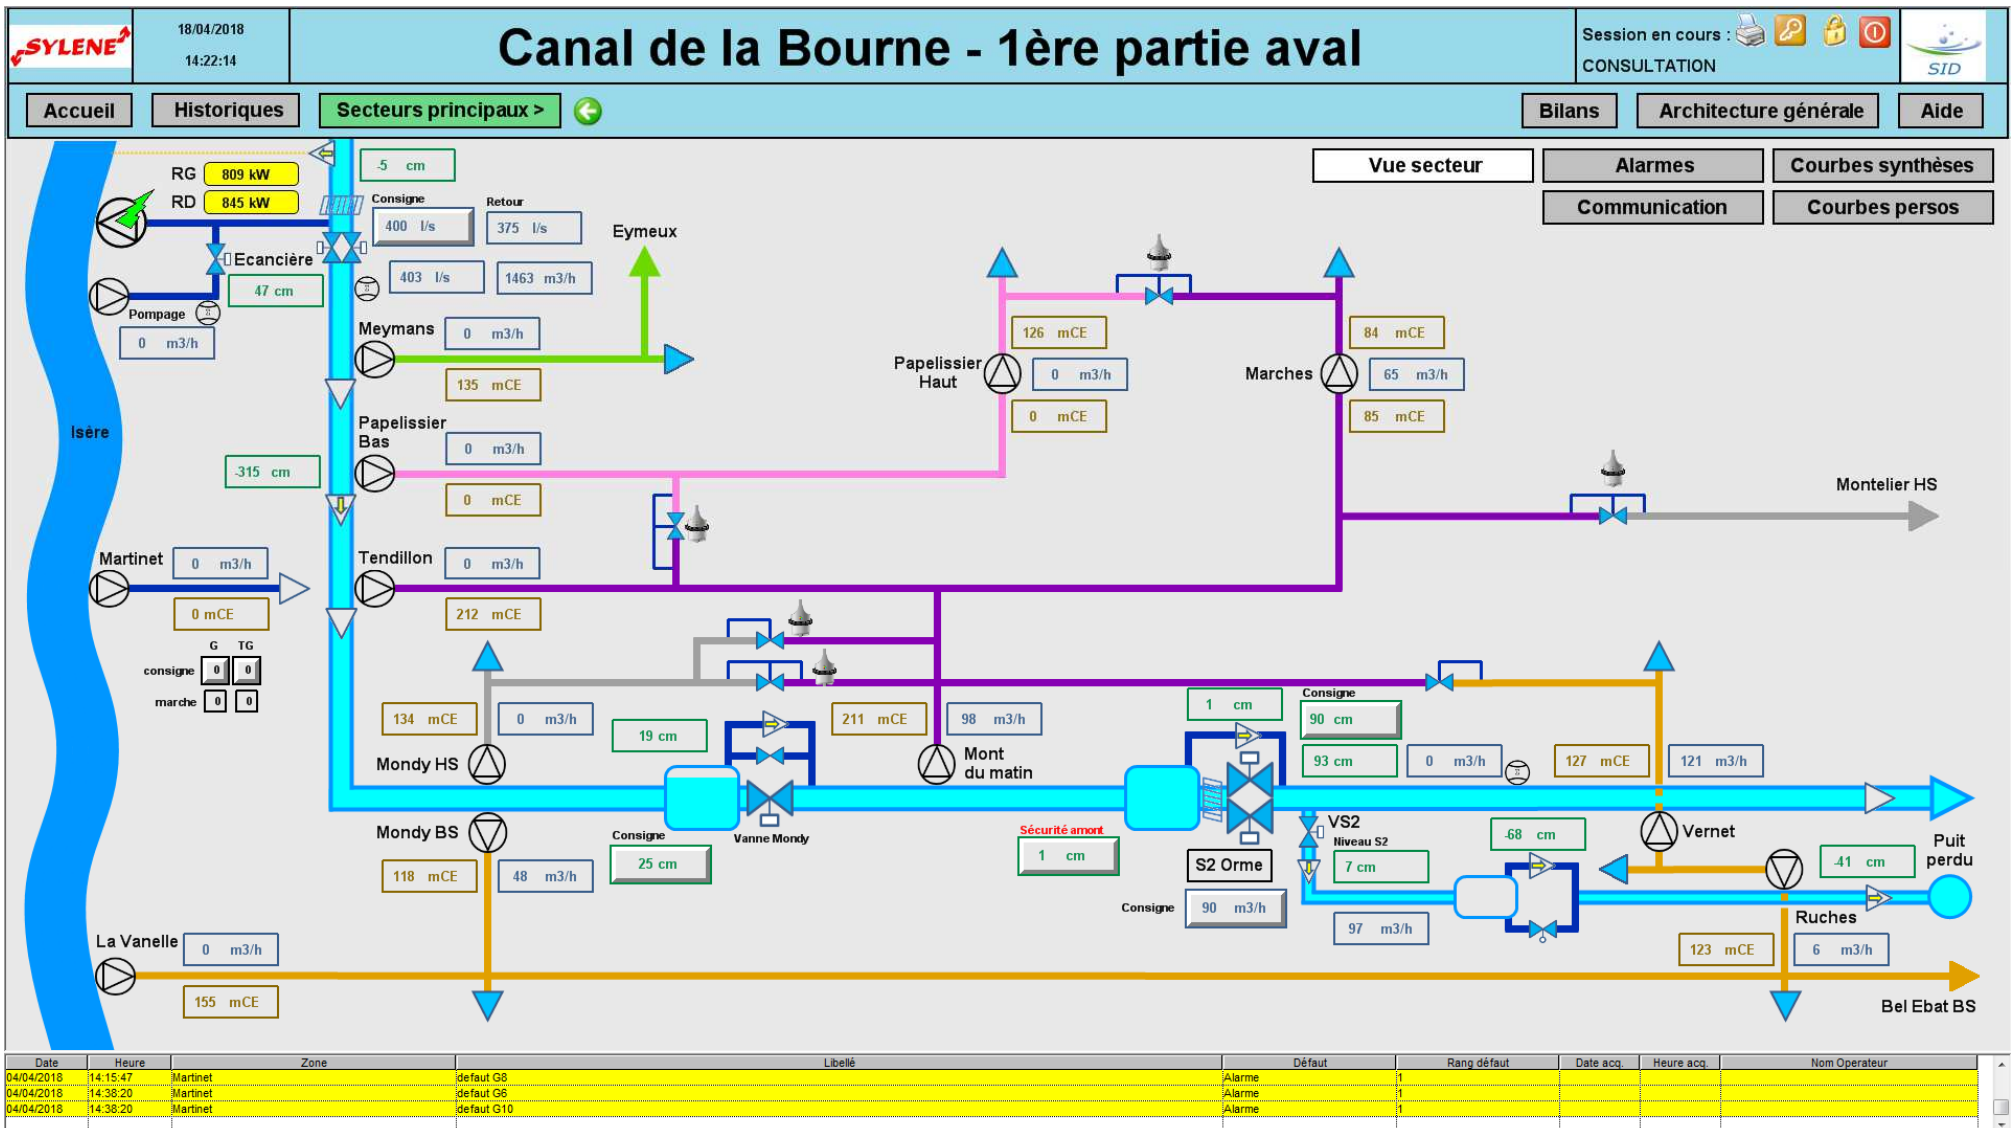 SYLENE
18/04/2018
14:22:14
Canal de la Bourne - 1ère partie aval
Session en cours :
CONSULTATION
SID
Accueil
Historiques
Secteurs principaux >
Bilans
Architecture générale
Aide
Vue secteur
Alarmes
Courbes synthèses
Communication
Courbes persos
RG 809 kW
RD 845 kW
-5 cm
Consigne
400 l/s
Retour
375 l/s
403 l/s
1463 m3/h
Ecancière
47 cm
Pompage
0 m3/h
Eymeux
Meymans
0 m3/h
135 mCE
Papelissier
Bas
0 m3/h
0 mCE
-315 cm
Isère
Papelissier
Haut
126 mCE
0 m3/h
0 mCE
Marches
84 mCE
65 m3/h
85 mCE
Montelier HS
Martinet
0 m3/h
0 mCE
G TG
consigne 0 0
marche 0 0
Tendillon
0 m3/h
212 mCE
134 mCE
0 m3/h
Mondy HS
19 cm
211 mCE
98 m3/h
Mont
du matin
1 cm
Consigne
90 cm
93 cm
0 m3/h
127 mCE
121 m3/h
Mondy BS
118 mCE
48 m3/h
Consigne
25 cm
Vanne Mondy
Sécurité amont
1 cm
S2 Orme
Consigne
90 m3/h
VS2
Niveau S2
7 cm
97 m3/h
-68 cm
Vernet
-41 cm
Puit
perdu
Ruches
123 mCE
6 m3/h
La Vanelle
0 m3/h
155 mCE
Bel Ebat BS
Date Heure Zone Libellé Défaut Rang défaut Date acq. Heure acq. Nom Operateur
04/04/2018 14:15:47 Martinet defaut G8 Alarme 1
04/04/2018 14:38:20 Martinet defaut G6 Alarme 1
04/04/2018 14:38:20 Martinet defaut G10 Alarme 1